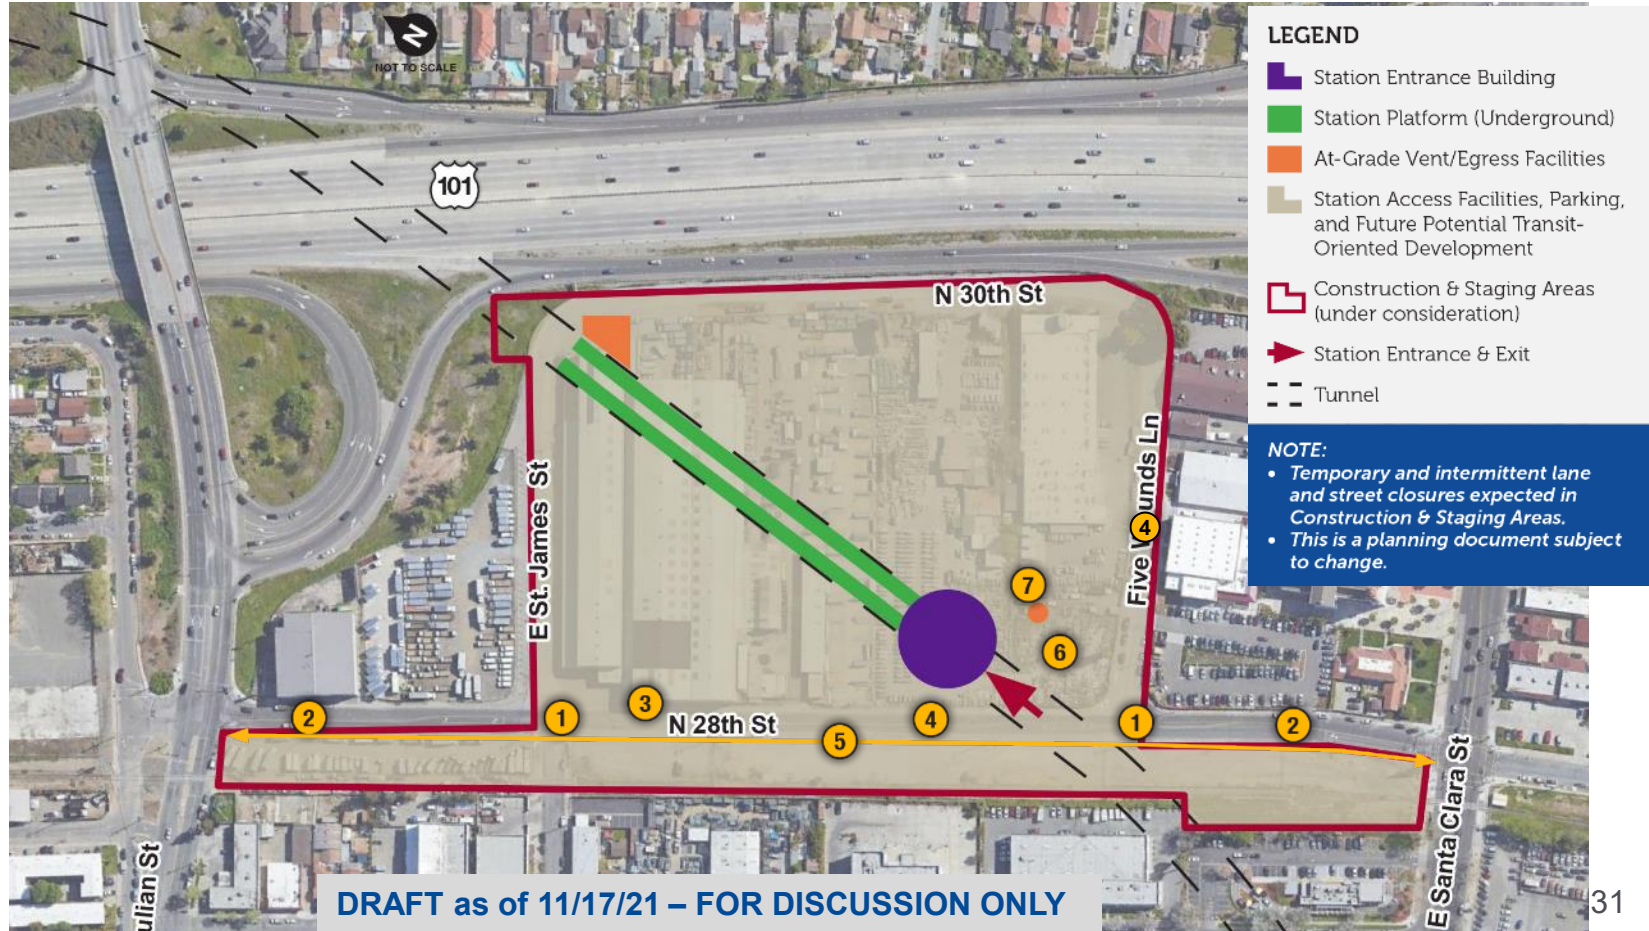 N
NOT TO SCALE
101
N 30th St
E St. James St
Five W unds Ln
4
7
6
2
1
3
N 28th St
4
5
1
2
ulian St
E Santa Clara St
LEGEND
Station Entrance Building
Station Platform (Underground)
At-Grade Vent/Egress Facilities
Station Access Facilities, Parking,
and Future Potential Transit-
Oriented Development
Construction & Staging Areas
(under consideration)
Station Entrance & Exit
Tunnel
NOTE:
• Temporary and intermittent lane
and street closures expected in
Construction & Staging Areas.
• This is a planning document subject
to change.
DRAFT as of 11/17/21 – FOR DISCUSSION ONLY
31